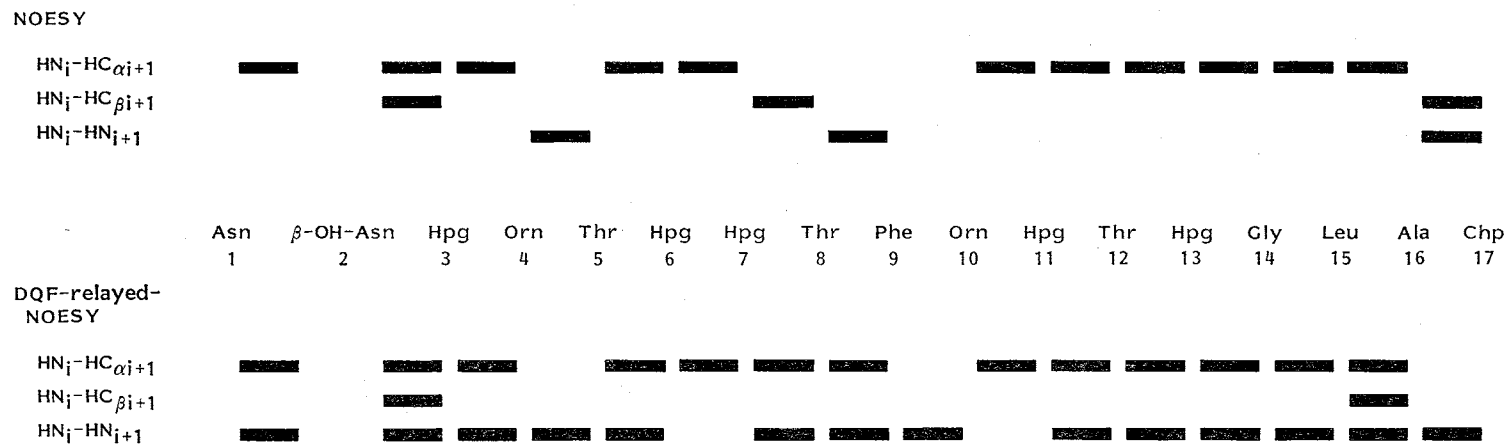 NOESY
HNi-HCαi+1
HNi-HCβi+1
HNi-HNi+1
Asn β-OH-Asn Hpg Orn Thr Hpg Hpg Thr Phe Orn Hpg Thr Hpg Gly Leu Ala Chp
1 2 3 4 5 6 7 8 9 10 11 12 13 14 15 16 17
DQF-relayed-
NOESY
HNi-HCαi+1
HNi-HCβi+1
HNi-HNi+1